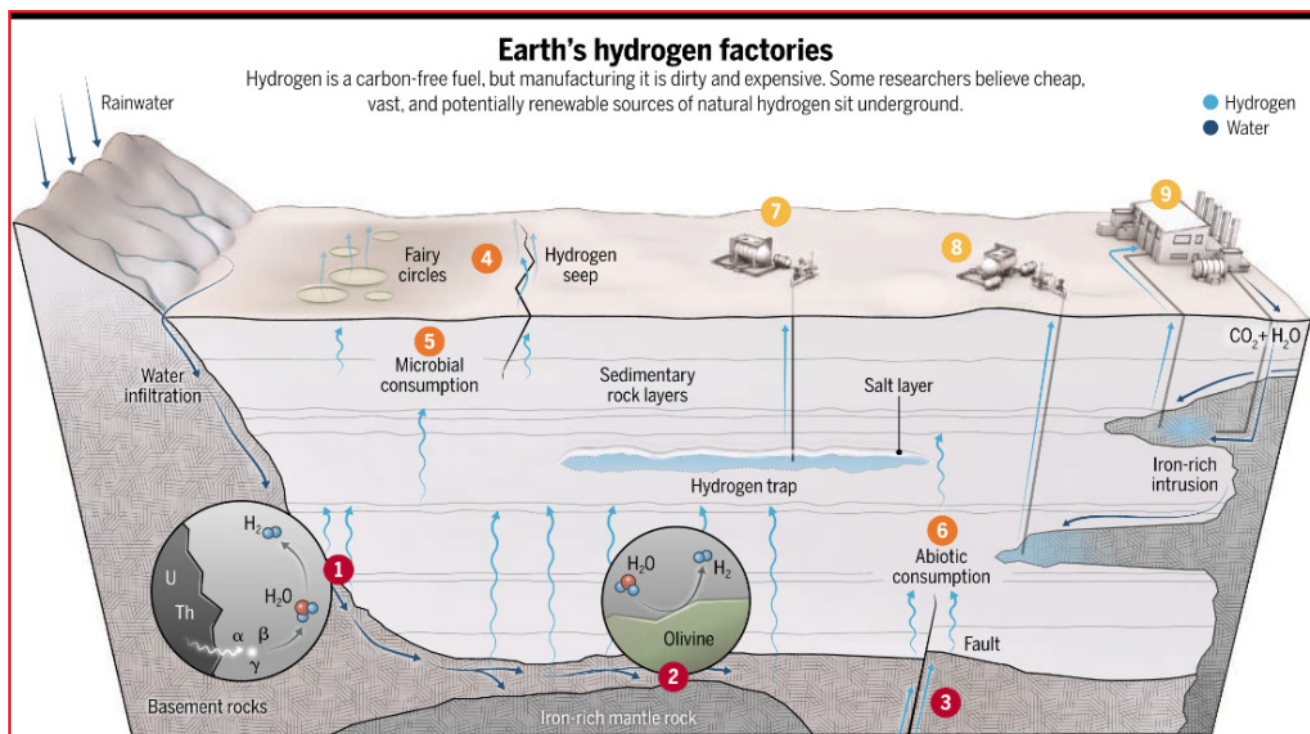 Earth's hydrogen factories
Hydrogen is a carbon-free fuel, but manufacturing it is dirty and expensive. Some researchers believe cheap,
vast, and potentially renewable sources of natural hydrogen sit underground.
Rainwater
Hydrogen
Water
9
7
8
4
Fairy
circles
Hydrogen
seep
5
Microbial
consumption
CO₂ + H₂O
Water
infiltration
Sedimentary
rock layers
Salt layer
Hydrogen trap
Iron-rich
intrusion
H₂
U
Th
H₂O
α β
γ
1
H₂O
H₂
Olivine
2
6
Abiotic
consumption
Fault
3
Basement rocks
Iron-rich mantle rock